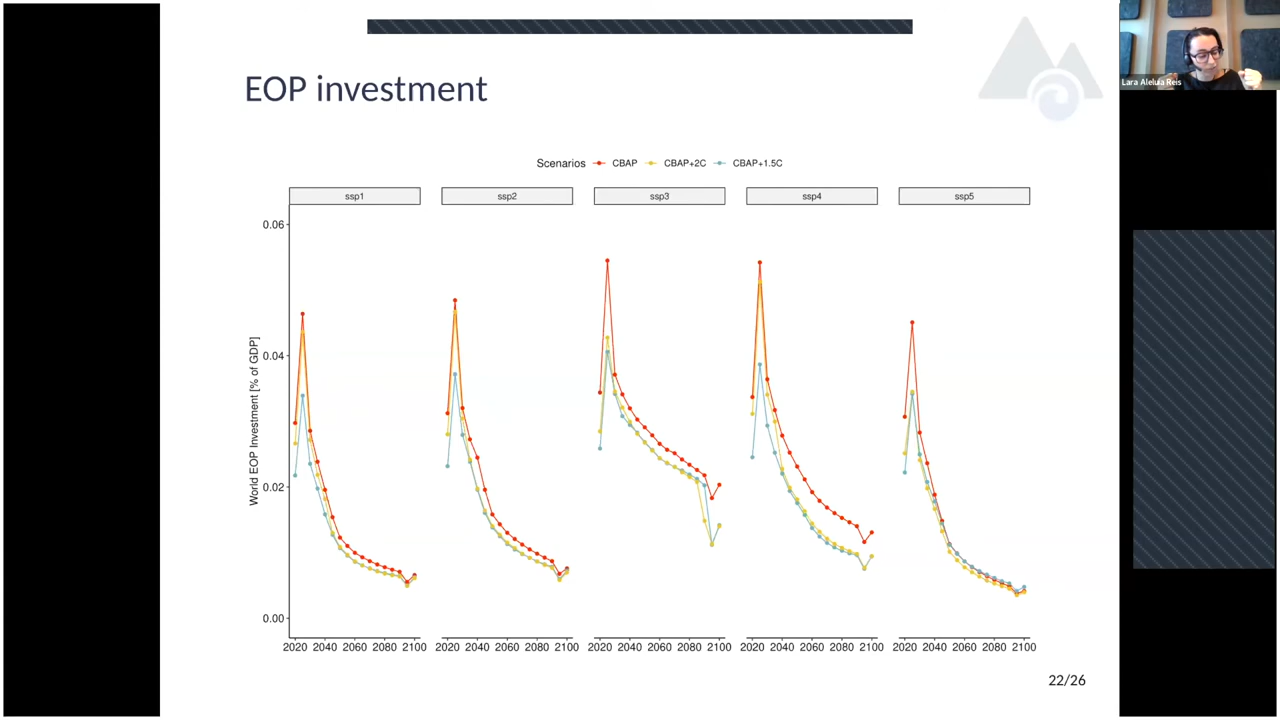 Lara Aleluia Reis
EOP investment
Scenarios CBAP CBAP+2C CBAP+1.5C
ssp1 ssp2 ssp3 ssp4 ssp5
World EOP Investment [% of GDP]
0.06
0.04
0.02
0.00
2020 2040 2060 2080 2100 2020 2040 2060 2080 2100 2020 2040 2060 2080 2100 2020 2040 2060 2080 2100 2020 2040 2060 2080 2100
22/26